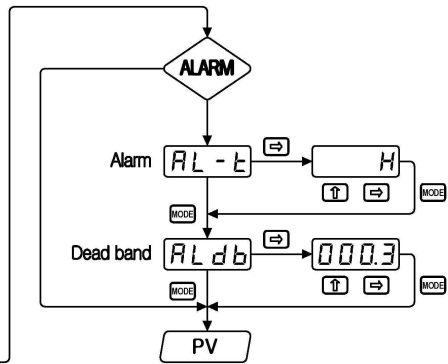 ALARM
Alarm AL-t H
MODE MODE
Dead band ALdb 000.3
MODE MODE
PV